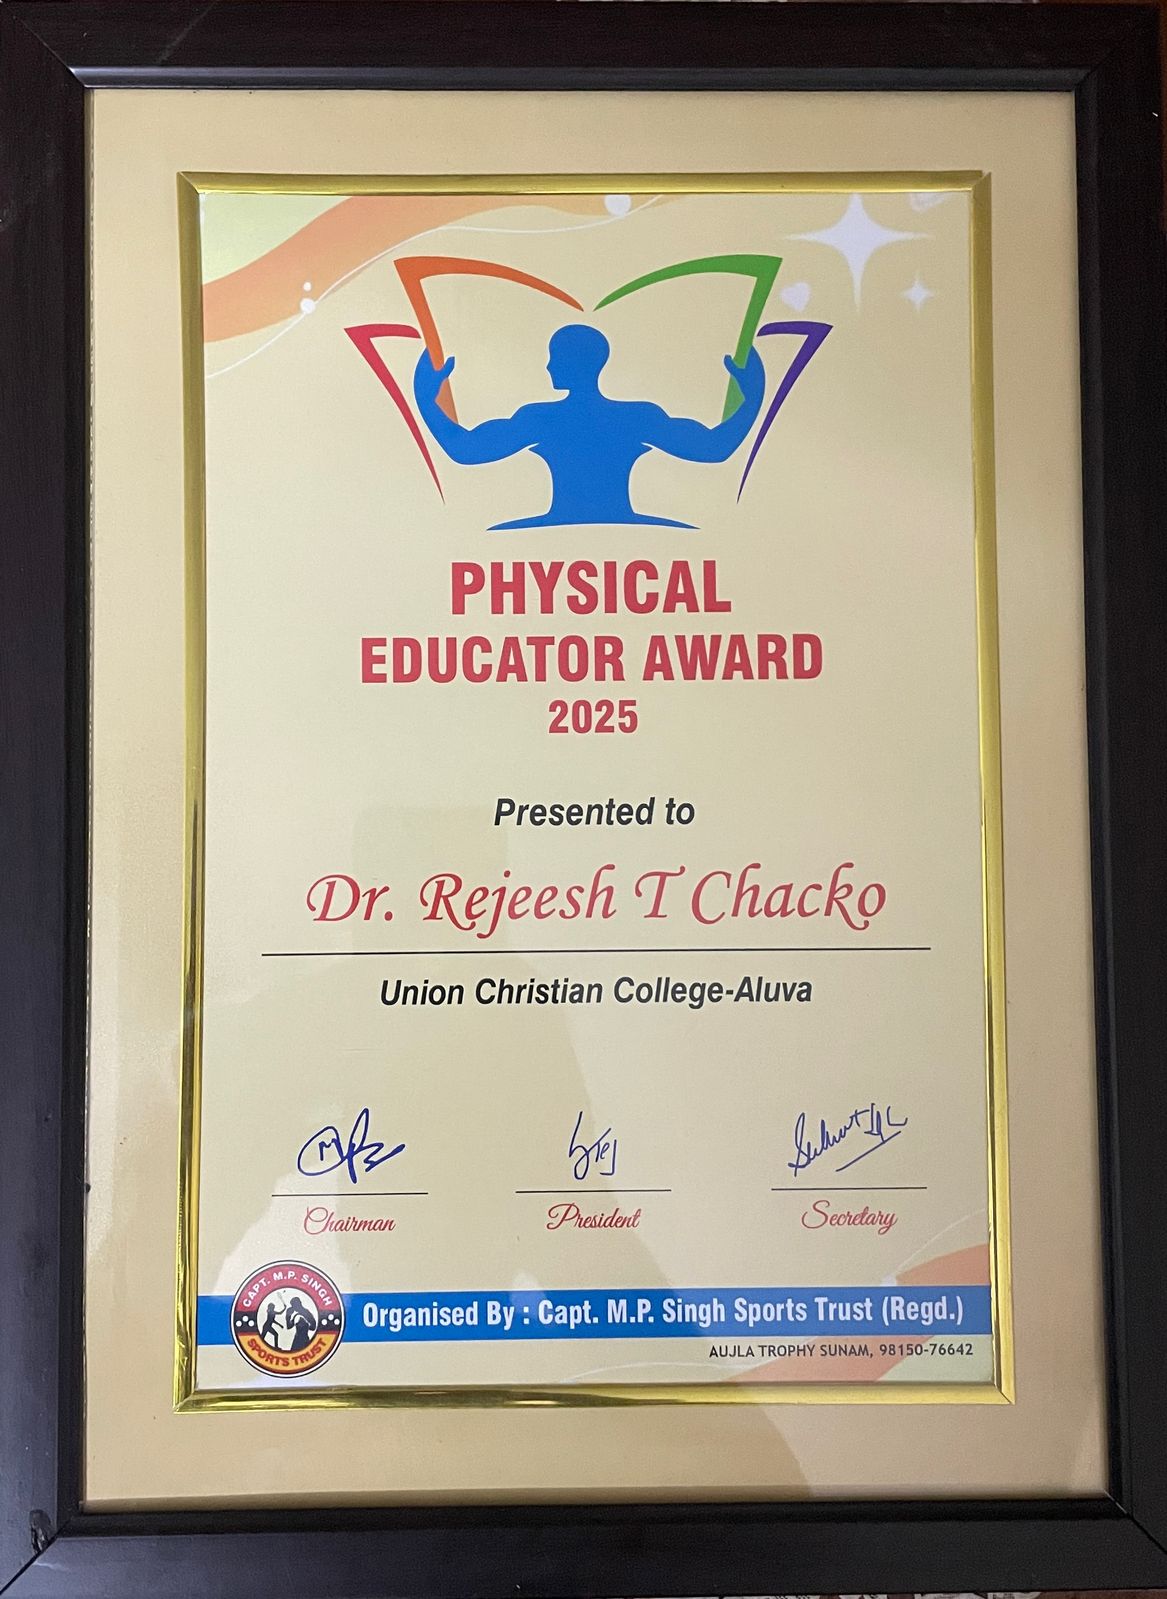 PHYSICAL
EDUCATOR AWARD
2025
Presented to
Dr. Rejeesh T Chacko
Union Christian College-Aluva
Chairman
President
Secretary
CAPT. M.P. SINGH
SPORTS TRUST
Organised By : Capt. M.P. Singh Sports Trust (Regd.)
AUJLA TROPHY SUNAM, 98150-76642